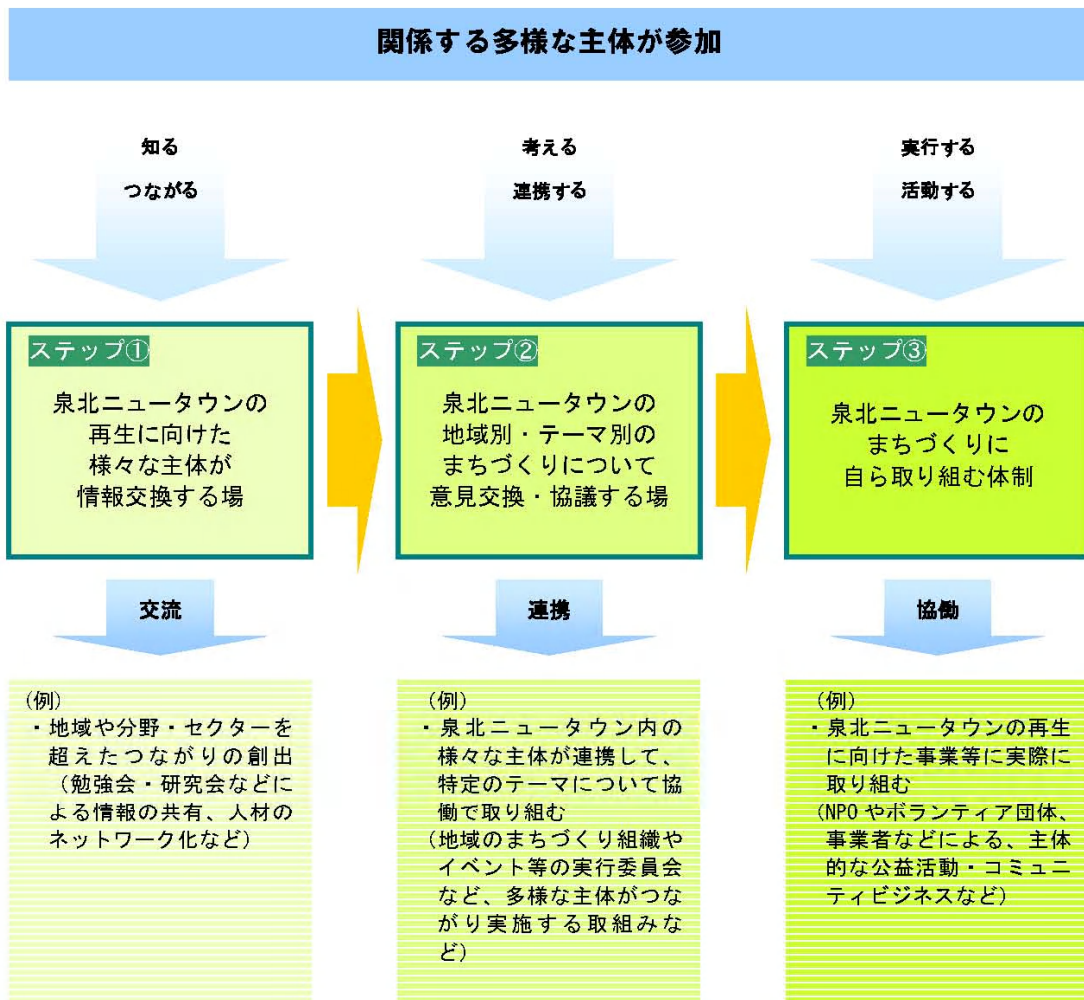 関係する多様な主体が参加
知る
つながる
考える
連携する
実行する
活動する
ステップ①
泉北ニュータウンの
再生に向けた
様々な主体が
情報交換する場
ステップ②
泉北ニュータウンの
地域別・テーマ別の
まちづくりについて
意見交換・協議する場
ステップ③
泉北ニュータウンの
まちづくりに
自ら取り組む体制
交流
連携
協働
(例)
・地域や分野・セクターを
超えたつながりの創出
(勉強会・研究会などに
よる情報の共有、人材の
ネットワーク化など)
(例)
・泉北ニュータウン内の
様々な主体が連携して、
特定のテーマについて協
働で取り組む
(地域のまちづくり組織や
イベント等の実行委員会
など、多様な主体がつな
がり実施する取組みな
ど)
(例)
・泉北ニュータウンの再生
に向けた事業等に実際に
取り組む
(NPOやボランティア団体、
事業者などによる、主体
的な公益活動・コミュニ
ティビジネスなど)